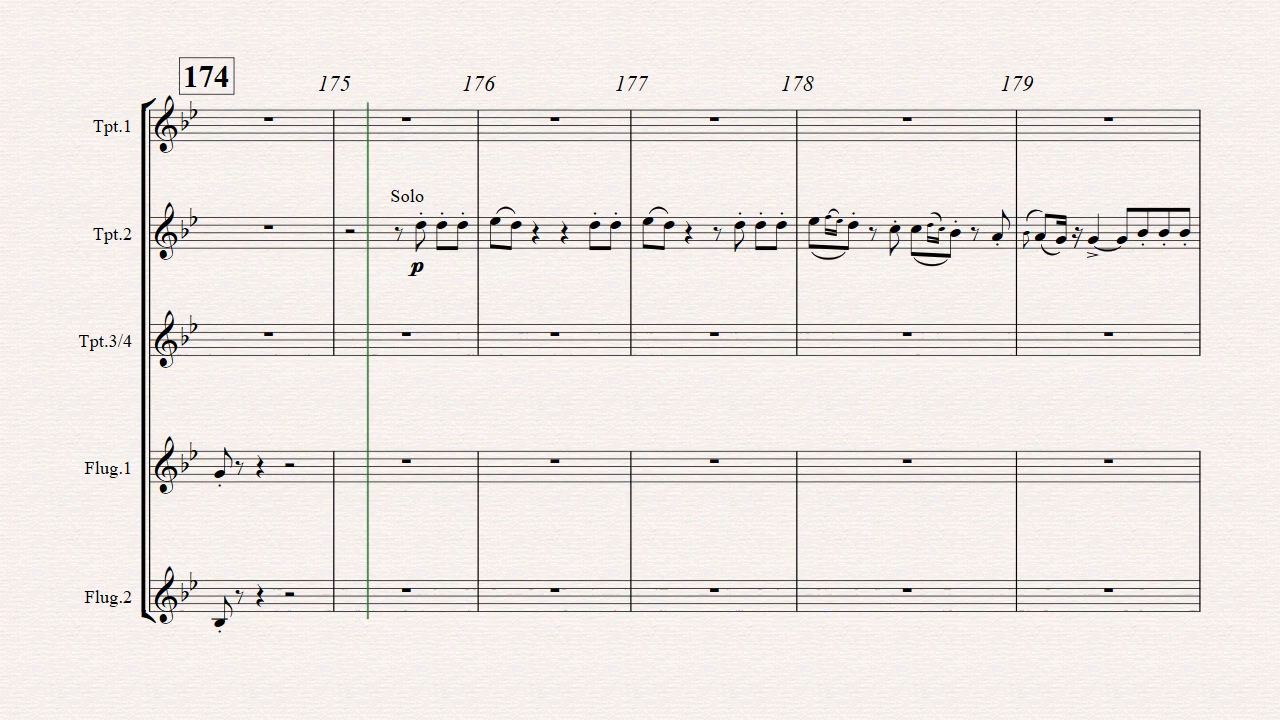 174 175 176 177 178 179
Tpt.1
Solo
Tpt.2
p
Tpt.3/4
Flug.1
Flug.2